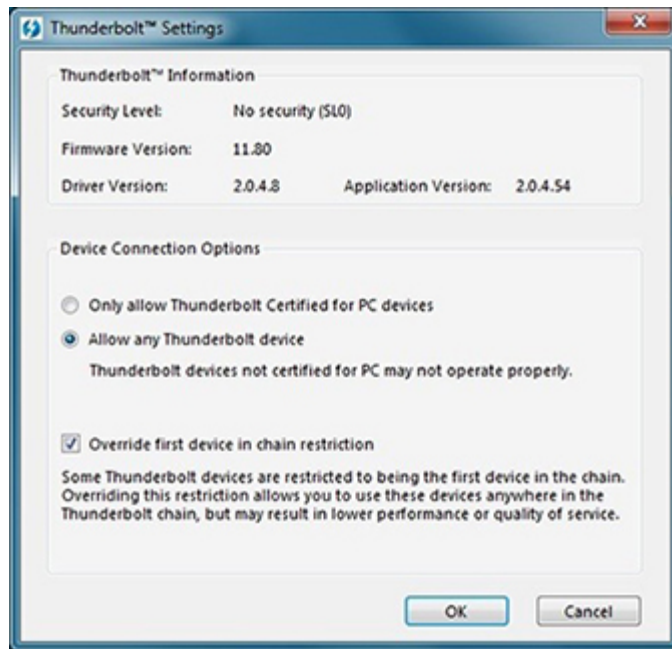 Thunderbolt™ Settings
Thunderbolt™ Information
Security Level: No security (SL0)
Firmware Version: 11.80
Driver Version: 2.0.4.8 Application Version: 2.0.4.54
Device Connection Options
Only allow Thunderbolt Certified for PC devices
Allow any Thunderbolt device
Thunderbolt devices not certified for PC may not operate properly.
Override first device in chain restriction
Some Thunderbolt devices are restricted to being the first device in the chain.
Overriding this restriction allows you to use these devices anywhere in the
Thunderbolt chain, but may result in lower performance or quality of service.
OK Cancel